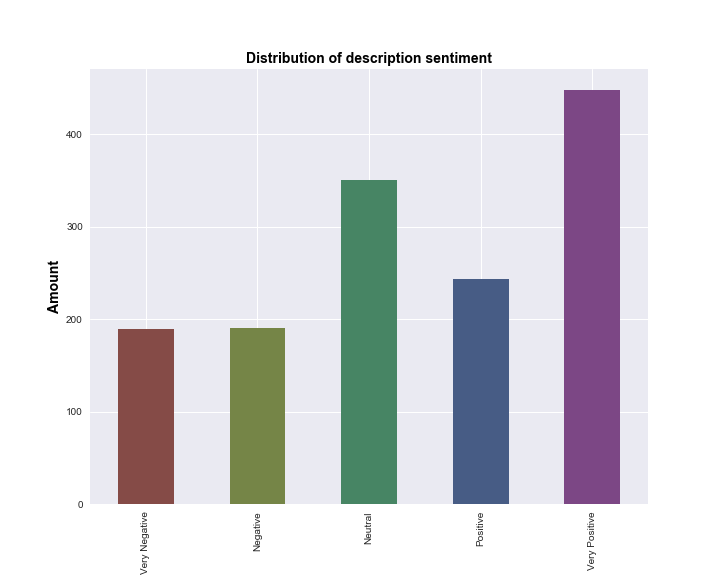 Distribution of description sentiment
Amount
400
300
200
100
0
Very Negative
Negative
Neutral
Positive
Very Positive